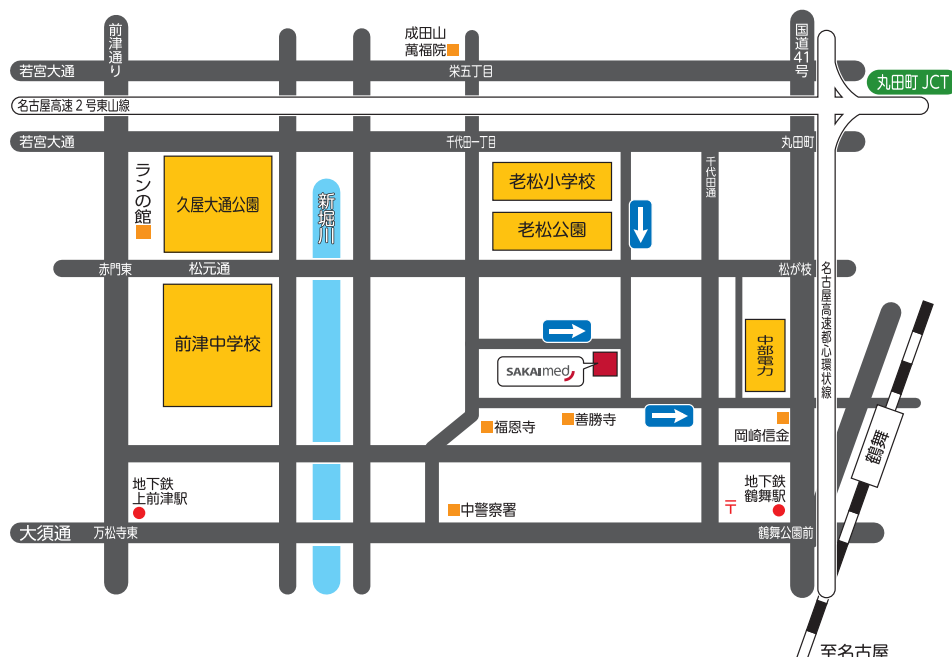 前津通り
成田山
萬福院
国道41号
若宮大通
栄五丁目
丸田町 JCT
名古屋高速2号東山線
若宮大通
千代田一丁目
丸田町
ランの館
久屋大通公園
新堀川
老松小学校
千代田通
老松公園
赤門東
松元通
松が枝
名古屋高速都心環状線
前津中学校
中部電力
SAKAImed
福恩寺
善勝寺
岡崎信金
鶴舞
地下鉄
上前津駅
中警察署
〒
地下鉄
鶴舞駅
大須通
万松寺東
鶴舞公園前
至名古屋